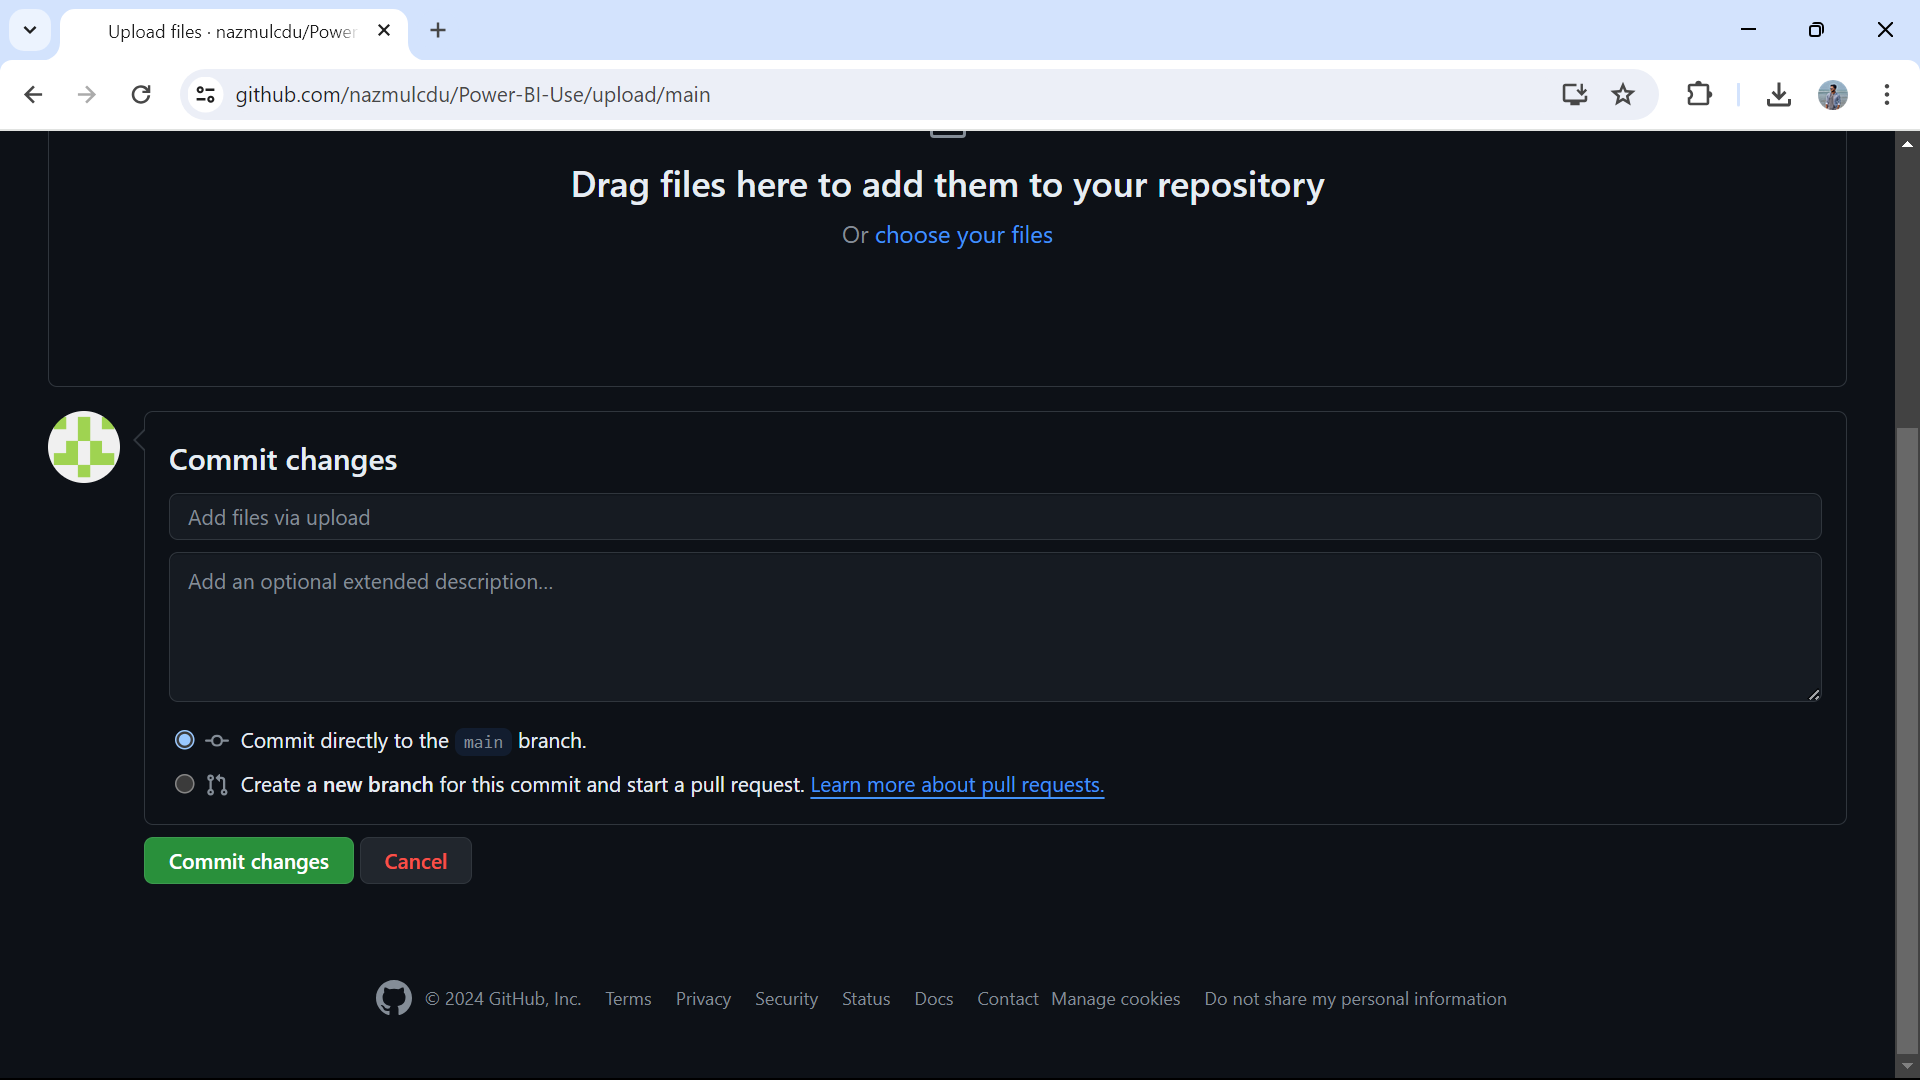 Upload files · nazmulcdu/Power
github.com/nazmulcdu/Power-BI-Use/upload/main
Drag files here to add them to your repository
Or choose your files
Commit changes
Add files via upload
Add an optional extended description...
Commit directly to the main branch.
Create a new branch for this commit and start a pull request. Learn more about pull requests.
Commit changes Cancel
© 2024 GitHub, Inc. Terms Privacy Security Status Docs Contact Manage cookies Do not share my personal information